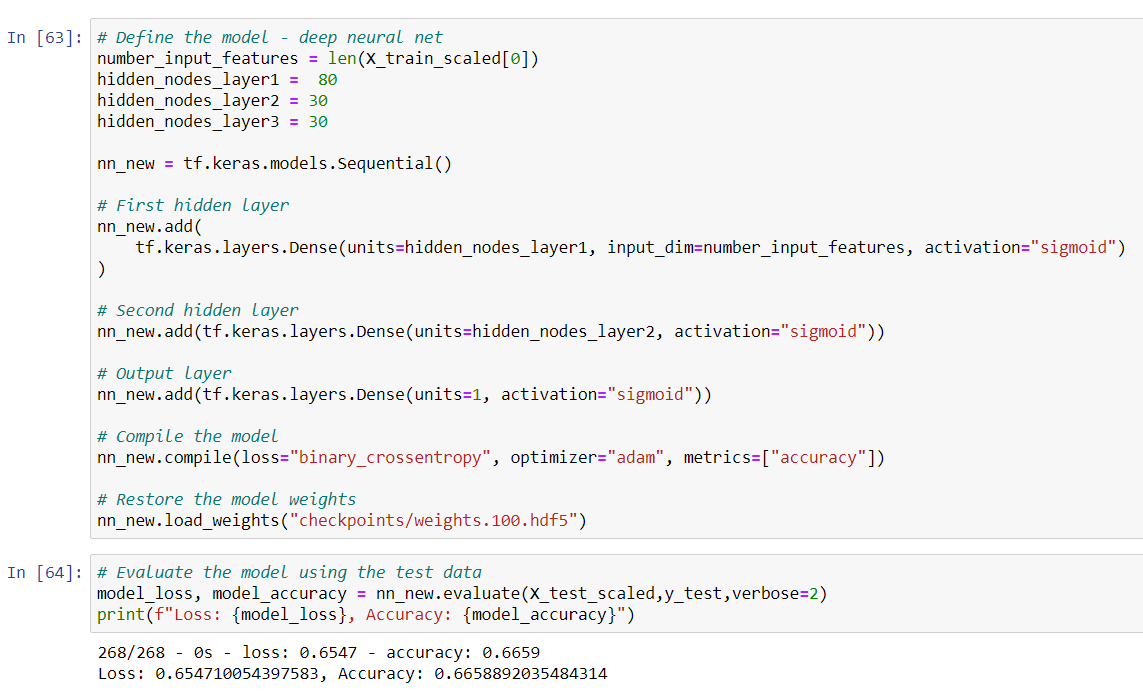 In [63]: # Define the model - deep neural net
number_input_features = len(X_train_scaled[0])
hidden_nodes_layer1 =  80
hidden_nodes_layer2 = 30
hidden_nodes_layer3 = 30

nn_new = tf.keras.models.Sequential()

# First hidden layer
nn_new.add(
    tf.keras.layers.Dense(units=hidden_nodes_layer1, input_dim=number_input_features, activation="sigmoid")
)

# Second hidden layer
nn_new.add(tf.keras.layers.Dense(units=hidden_nodes_layer2, activation="sigmoid"))

# Output layer
nn_new.add(tf.keras.layers.Dense(units=1, activation="sigmoid"))

# Compile the model
nn_new.compile(loss="binary_crossentropy", optimizer="adam", metrics=["accuracy"])

# Restore the model weights
nn_new.load_weights("checkpoints/weights.100.hdf5")

In [64]: # Evaluate the model using the test data
model_loss, model_accuracy = nn_new.evaluate(X_test_scaled,y_test,verbose=2)
print(f"Loss: {model_loss}, Accuracy: {model_accuracy}")

268/268 - 0s - loss: 0.6547 - accuracy: 0.6659
Loss: 0.654710054397583, Accuracy: 0.6658892035484314